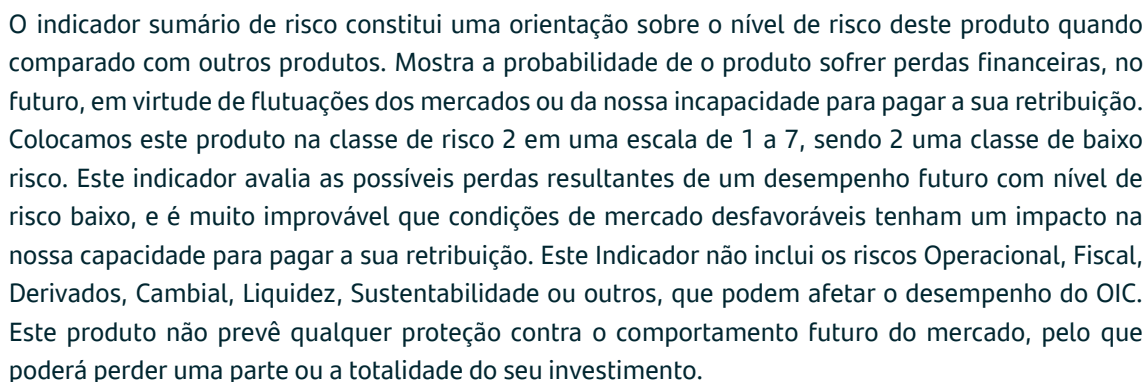 O indicador sumário de risco constitui uma orientação sobre o nível de risco deste produto quando
comparado com outros produtos. Mostra a probabilidade de o produto sofrer perdas financeiras, no
futuro, em virtude de flutuações dos mercados ou da nossa incapacidade para pagar a sua retribuição.
Colocamos este produto na classe de risco 2 em uma escala de 1 a 7, sendo 2 uma classe de baixo
risco. Este indicador avalia as possíveis perdas resultantes de um desempenho futuro com nível de
risco baixo, e é muito improvável que condições de mercado desfavoráveis tenham um impacto na
nossa capacidade para pagar a sua retribuição. Este Indicador não inclui os riscos Operacional, Fiscal,
Derivados, Cambial, Liquidez, Sustentabilidade ou outros, que podem afetar o desempenho do OIC.
Este produto não prevê qualquer proteção contra o comportamento futuro do mercado, pelo que
poderá perder uma parte ou a totalidade do seu investimento.